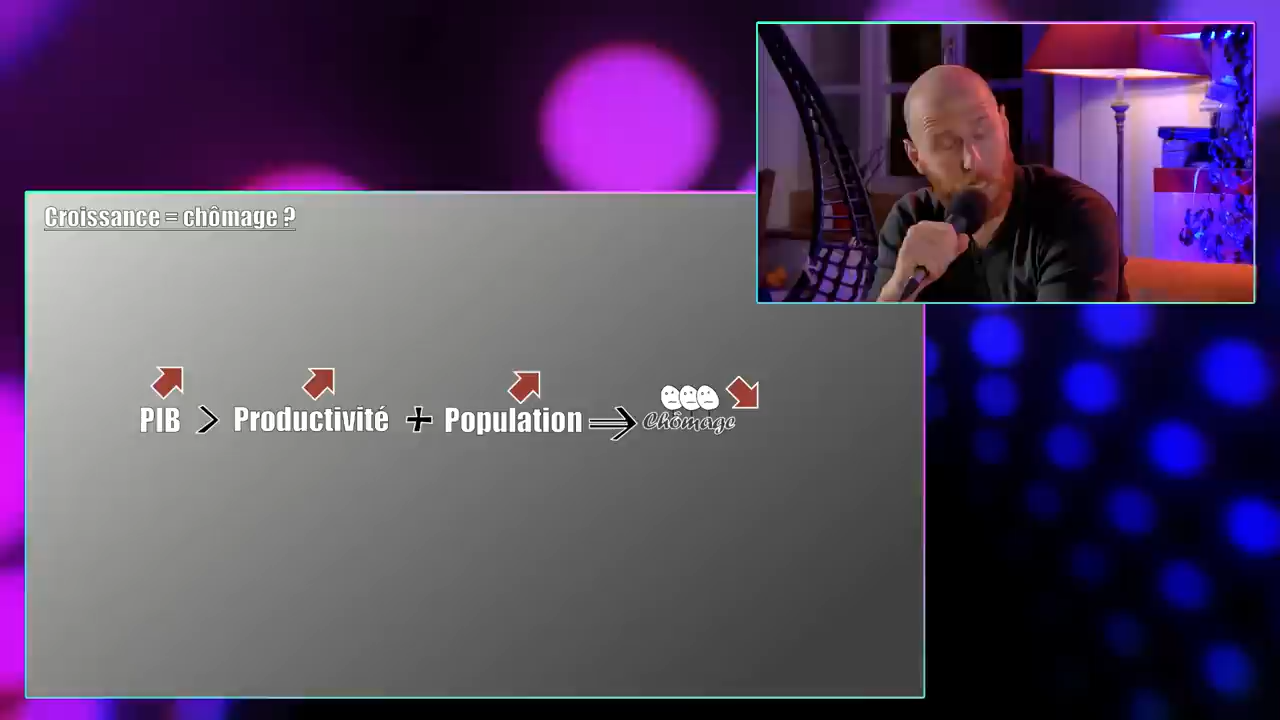 Croissance = chômage ?
PIB > Productivité + Population ⇒ Chômage